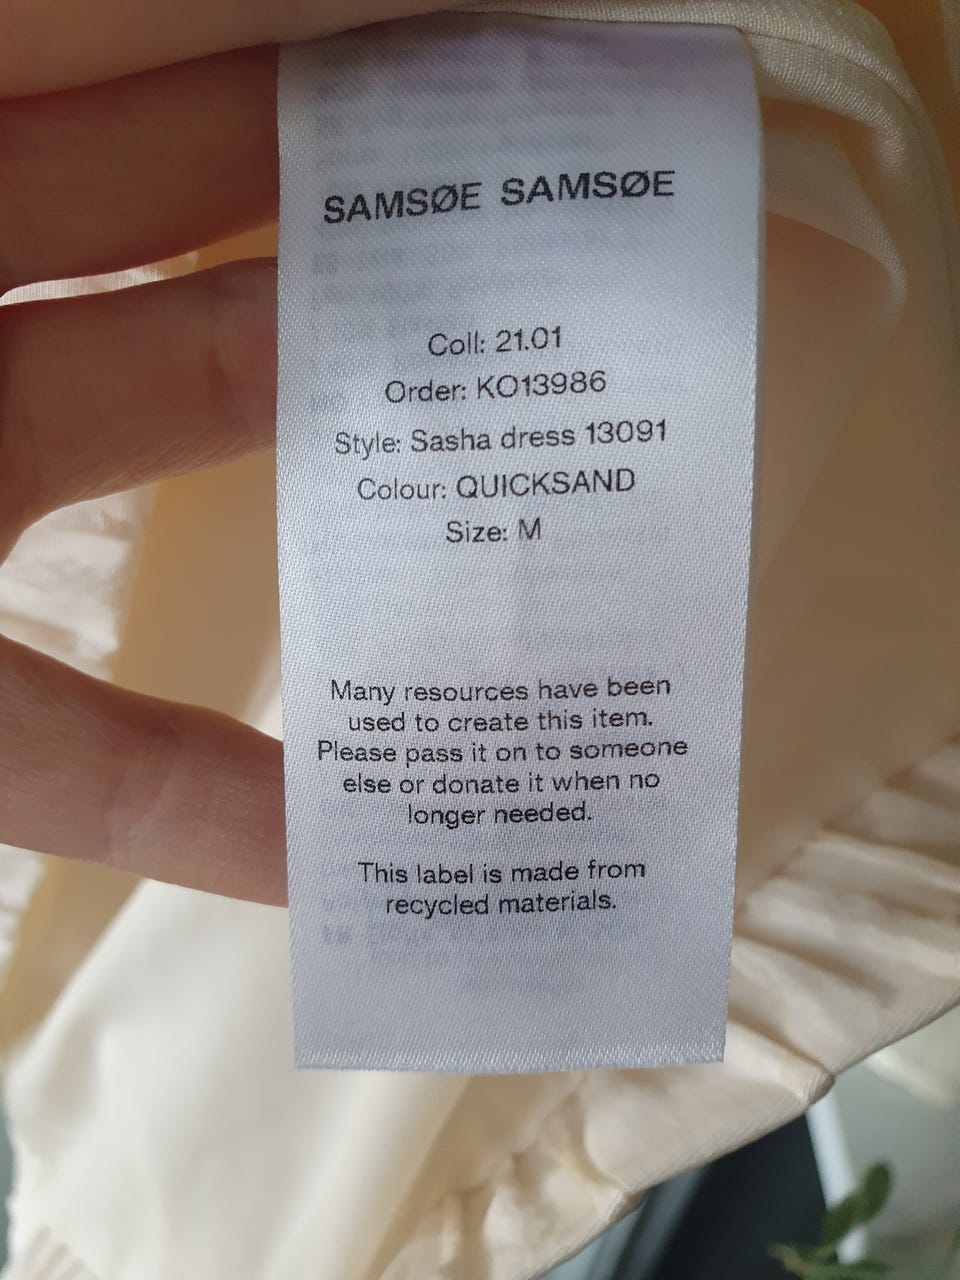 SAMSØE SAMSØE
Coll: 21.01
Order: KO13986
Style: Sasha dress 13091
Colour: QUICKSAND
Size: M
Many resources have been
used to create this item.
Please pass it on to someone
else or donate it when no
longer needed.
This label is made from
recycled materials.